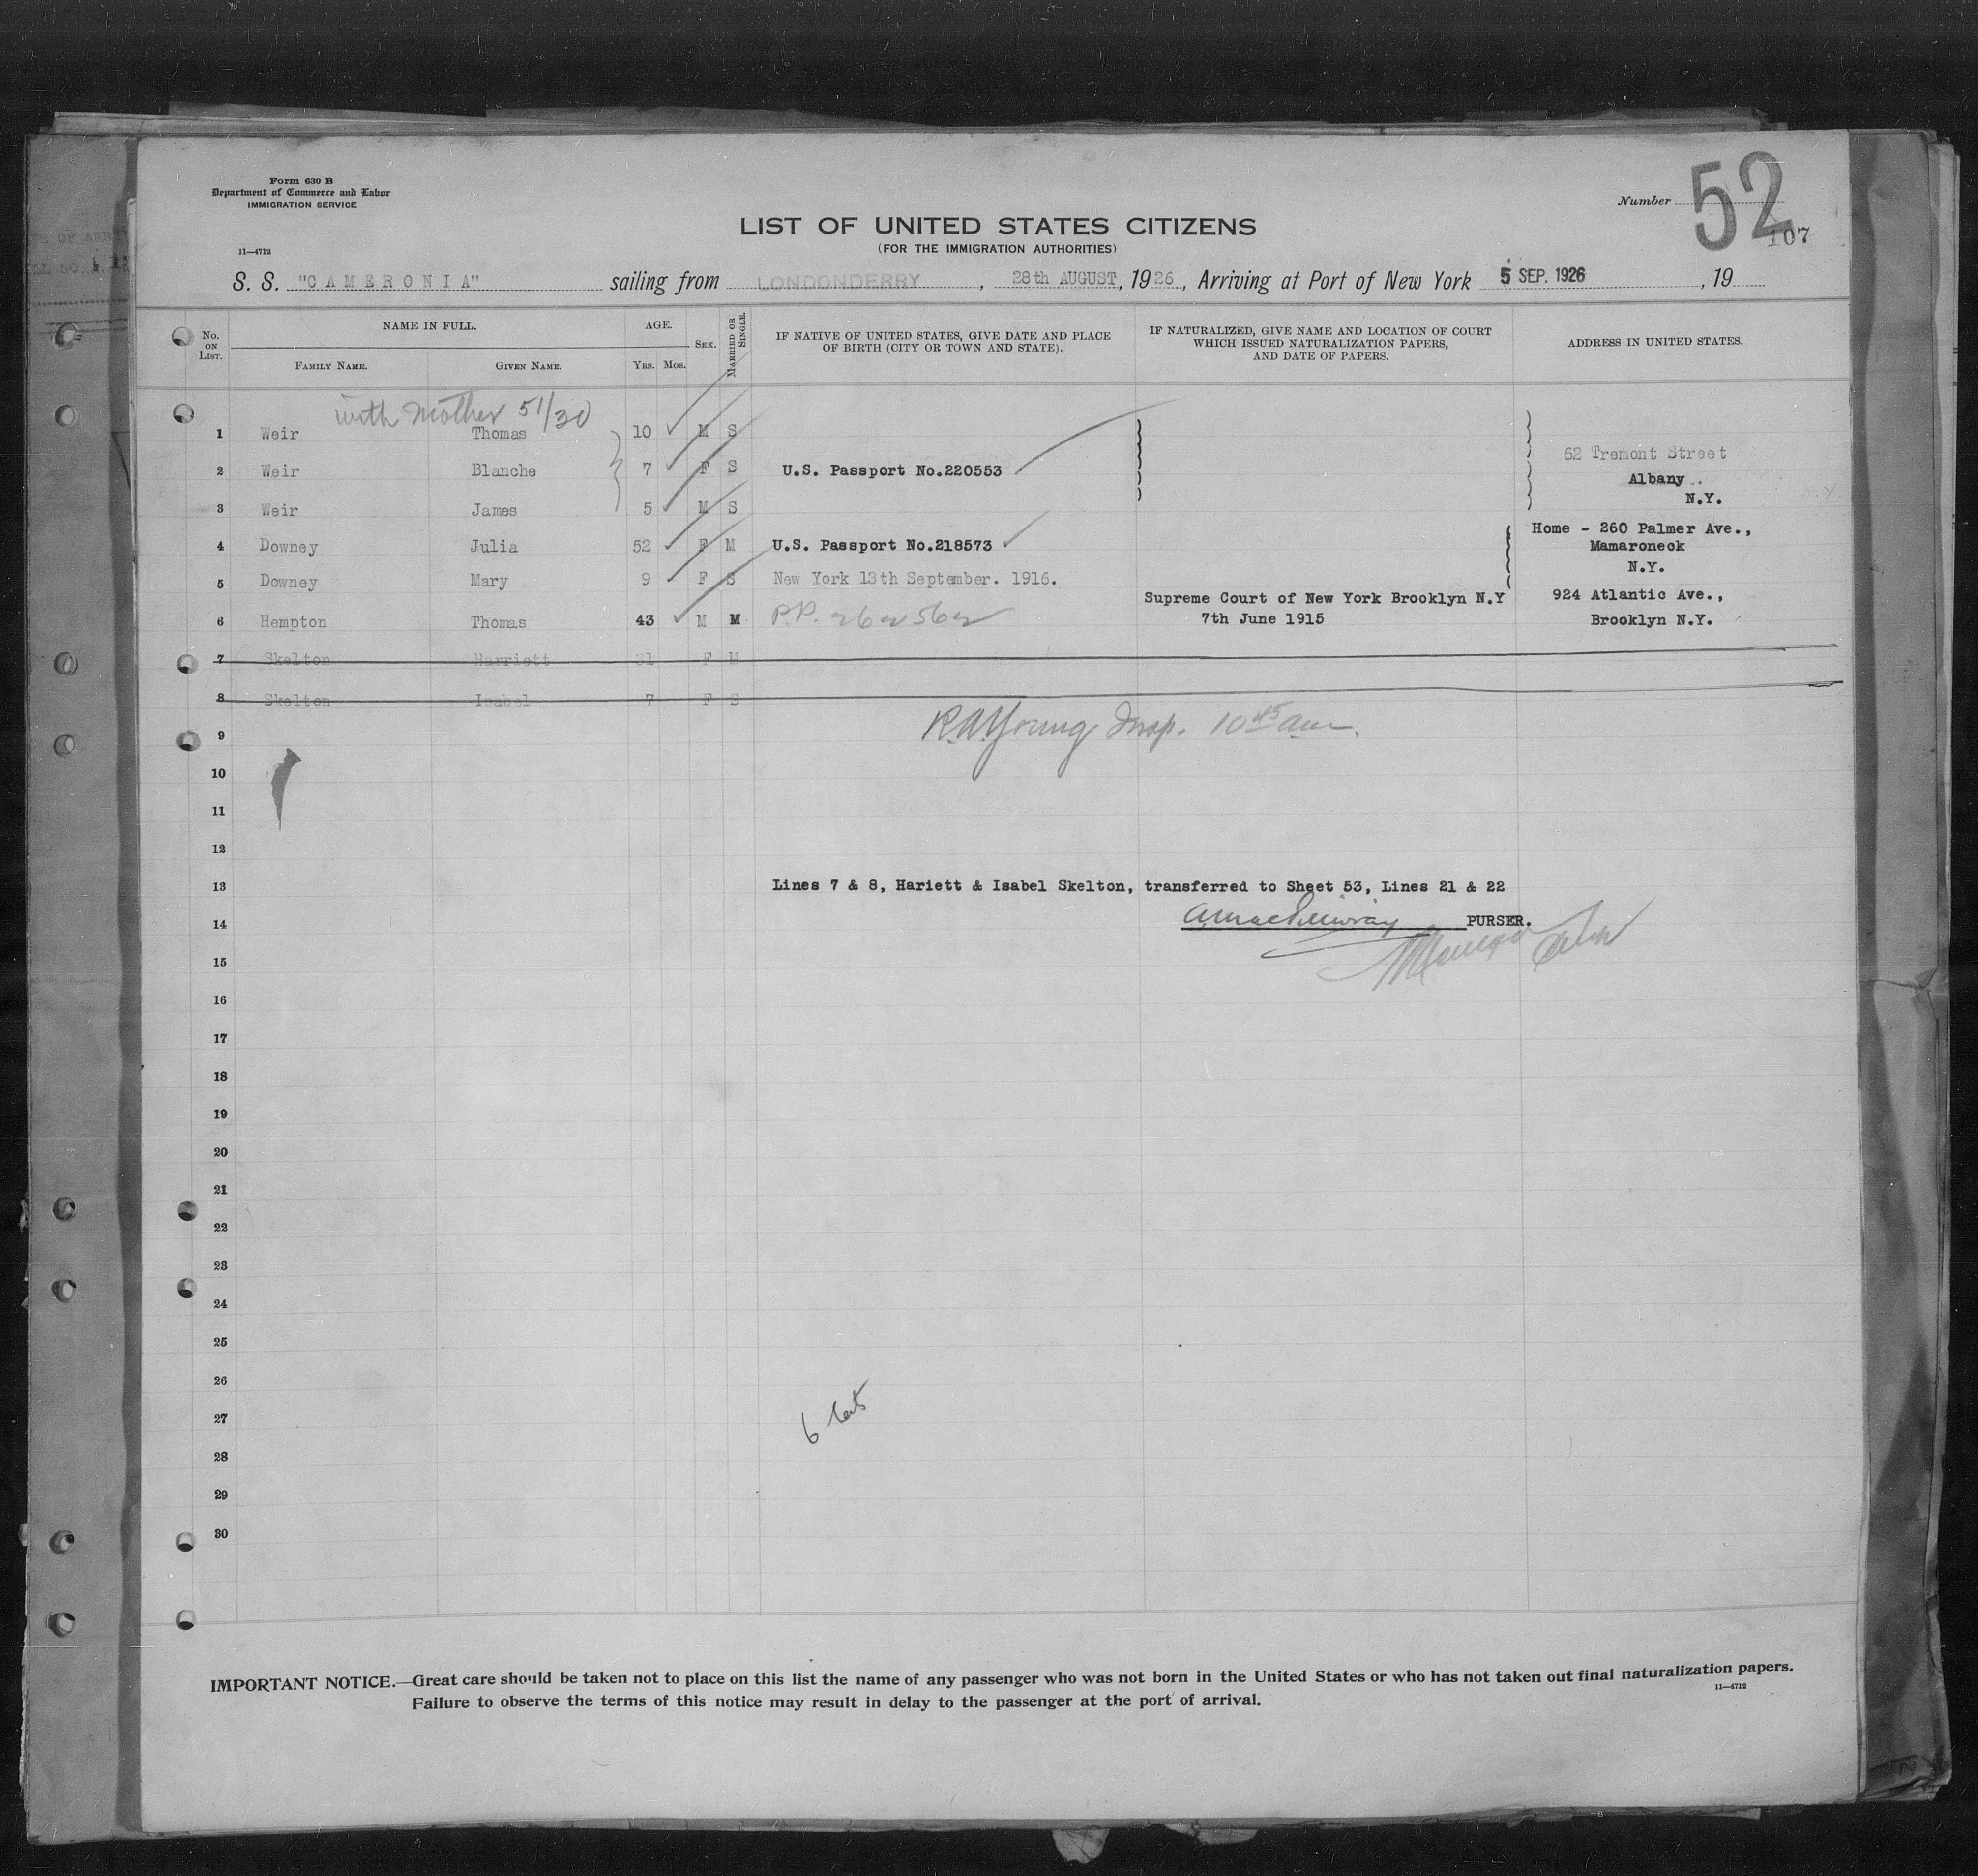 Form 630 B
Department of Commerce and Labor
IMMIGRATION SERVICE
Number 52
107
LIST OF UNITED STATES CITIZENS
(FOR THE IMMIGRATION AUTHORITIES)
11—4712
S. S. "CAMERONIA" sailing from LONDONDERRY, 28th AUGUST, 1926, Arriving at Port of New York 5 SEP. 1926, 19
No. ON LIST. NAME IN FULL. FAMILY NAME. GIVEN NAME. AGE. YRS. MOS. SEX. MARRIED OR SINGLE. IF NATIVE OF UNITED STATES, GIVE DATE AND PLACE OF BIRTH (CITY OR TOWN AND STATE). IF NATURALIZED, GIVE NAME AND LOCATION OF COURT WHICH ISSUED NATURALIZATION PAPERS, AND DATE OF PAPERS. ADDRESS IN UNITED STATES.
with Mother 51/30
1 Weir Thomas 10 M S
62 Tremont Street
2 Weir Blanche 7 F S U.S. Passport No.220553
Albany
N.Y.
3 Weir James 5 M S
Home - 260 Palmer Ave.,
4 Downey Julia 52 F M U.S. Passport No.218573 Mamaroneck
N.Y.
5 Downey Mary 9 F S New York 13th September. 1916.
Supreme Court of New York Brooklyn N.Y 924 Atlantic Ave.,
6 Hempton Thomas 43 M M P.P. 262562 7th June 1915 Brooklyn N.Y.
7 Skelton Harriett 31 F M
8 Skelton Isabel 7 F S
R.A. Young Insp. 10 45 am.
9
10
11
12
13 Lines 7 & 8, Hariett & Isabel Skelton, transferred to Sheet 53, Lines 21 & 22
14 PURSER.
15
16
17
18
19
20
21
22
23
24
25
26
27
28
29
30
IMPORTANT NOTICE.—Great care should be taken not to place on this list the name of any passenger who was not born in the United States or who has not taken out final naturalization papers.
11—4712
Failure to observe the terms of this notice may result in delay to the passenger at the port of arrival.